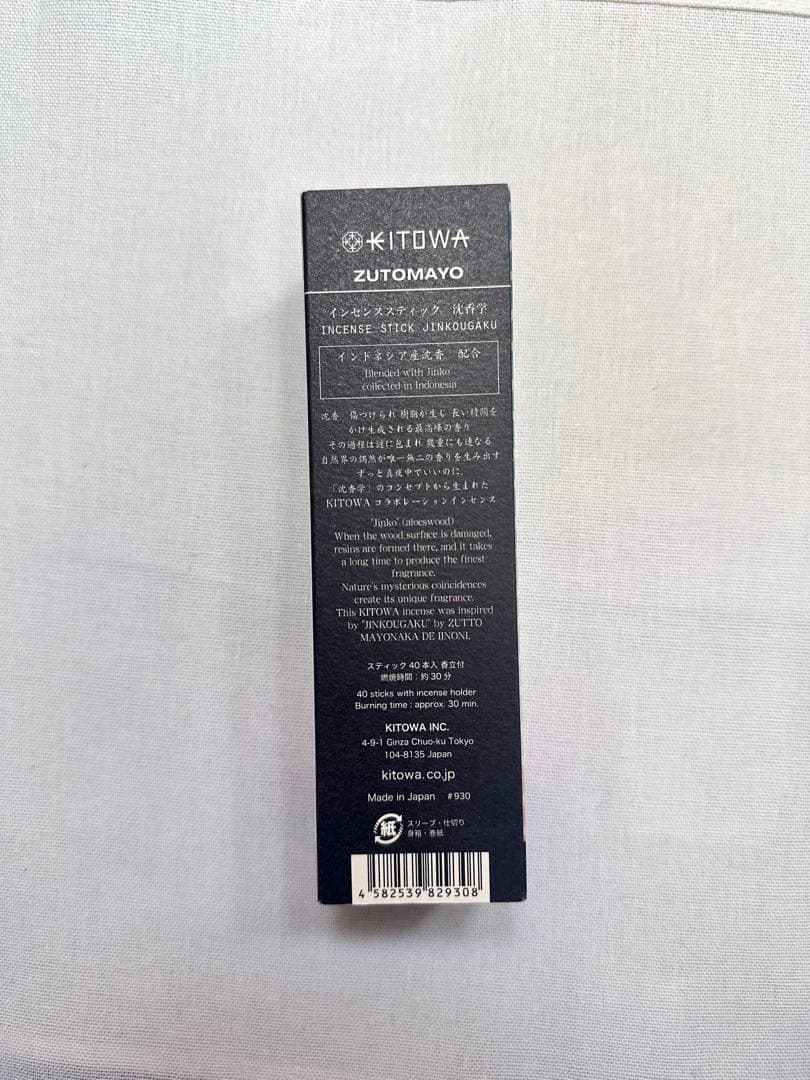 KITOWA
ZUTOMAYO
インセンススティック 沈香学
INCENSE STICK JINKOUGAKU
インドネシア産沈香 配合
Blended with Jinko
collected in Indonesia
沈香 傷つけられ 樹脂が生じ 長い時間を
かけ生成される最高峰の香り
その過程は謎に包まれ 幾重にも連なる
自然界の偶然が唯一無二の香りを生み出す
ずっと真夜中でいいのに。
「沈香学」のコンセプトから生まれた
KITOWA コラボレーションインセンス
"Jinko" (aloeswood)
When the wood surface is damaged,
resins are formed there, and it takes
a long time to produce the finest
fragrance.
Nature's mysterious coincidences
create its unique fragrance.
This KITOWA incense was inspired
by "JINKOUGAKU" by ZUTTO
MAYONAKA DE IINONI.
スティック 40 本入 香立付
燃焼時間：約 30 分
40 sticks with incense holder
Burning time : approx. 30 min.
KITOWA INC.
4-9-1 Ginza Chuo-ku Tokyo
104-8135 Japan
kitowa.co.jp
Made in Japan #930
紙
スリーブ・仕切り
身箱・巻紙
4 582539 829308